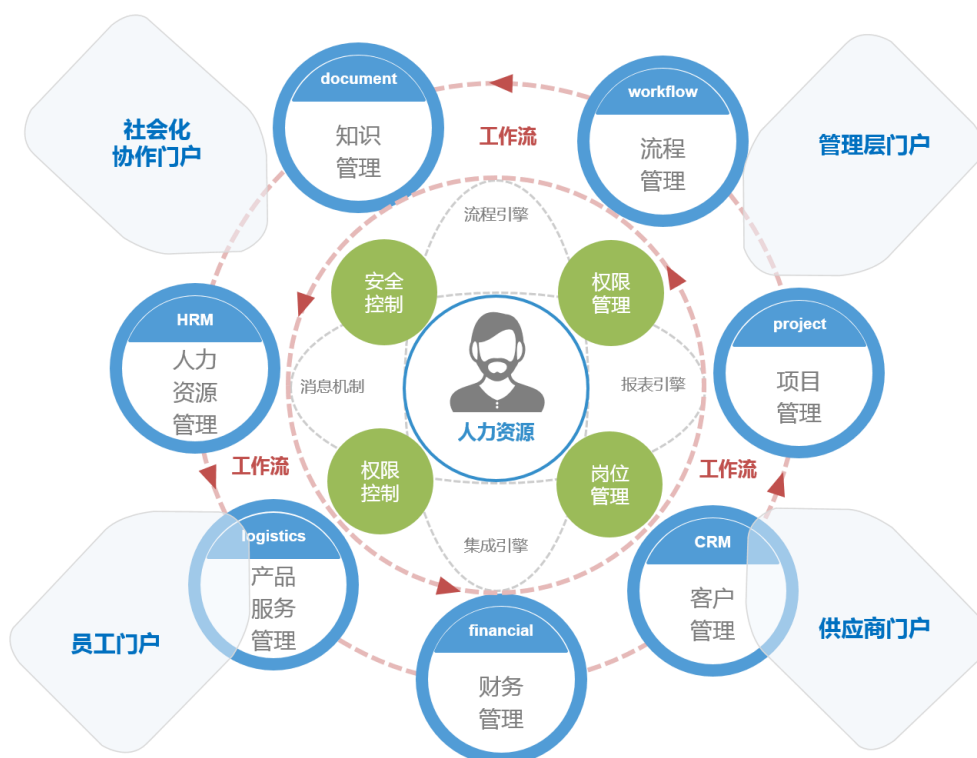 document
知识
管理
workflow
流程
管理
社会化
协作门户
管理层门户
工作流
流程引擎
安全
控制
权限
管理
HRM
人力
资源
管理
消息机制
人力资源
报表引擎
project
项目
管理
工作流
权限
控制
岗位
管理
工作流
集成引擎
logistics
产品
服务
管理
CRM
客户
管理
员工门户
供应商门户
financial
财务
管理